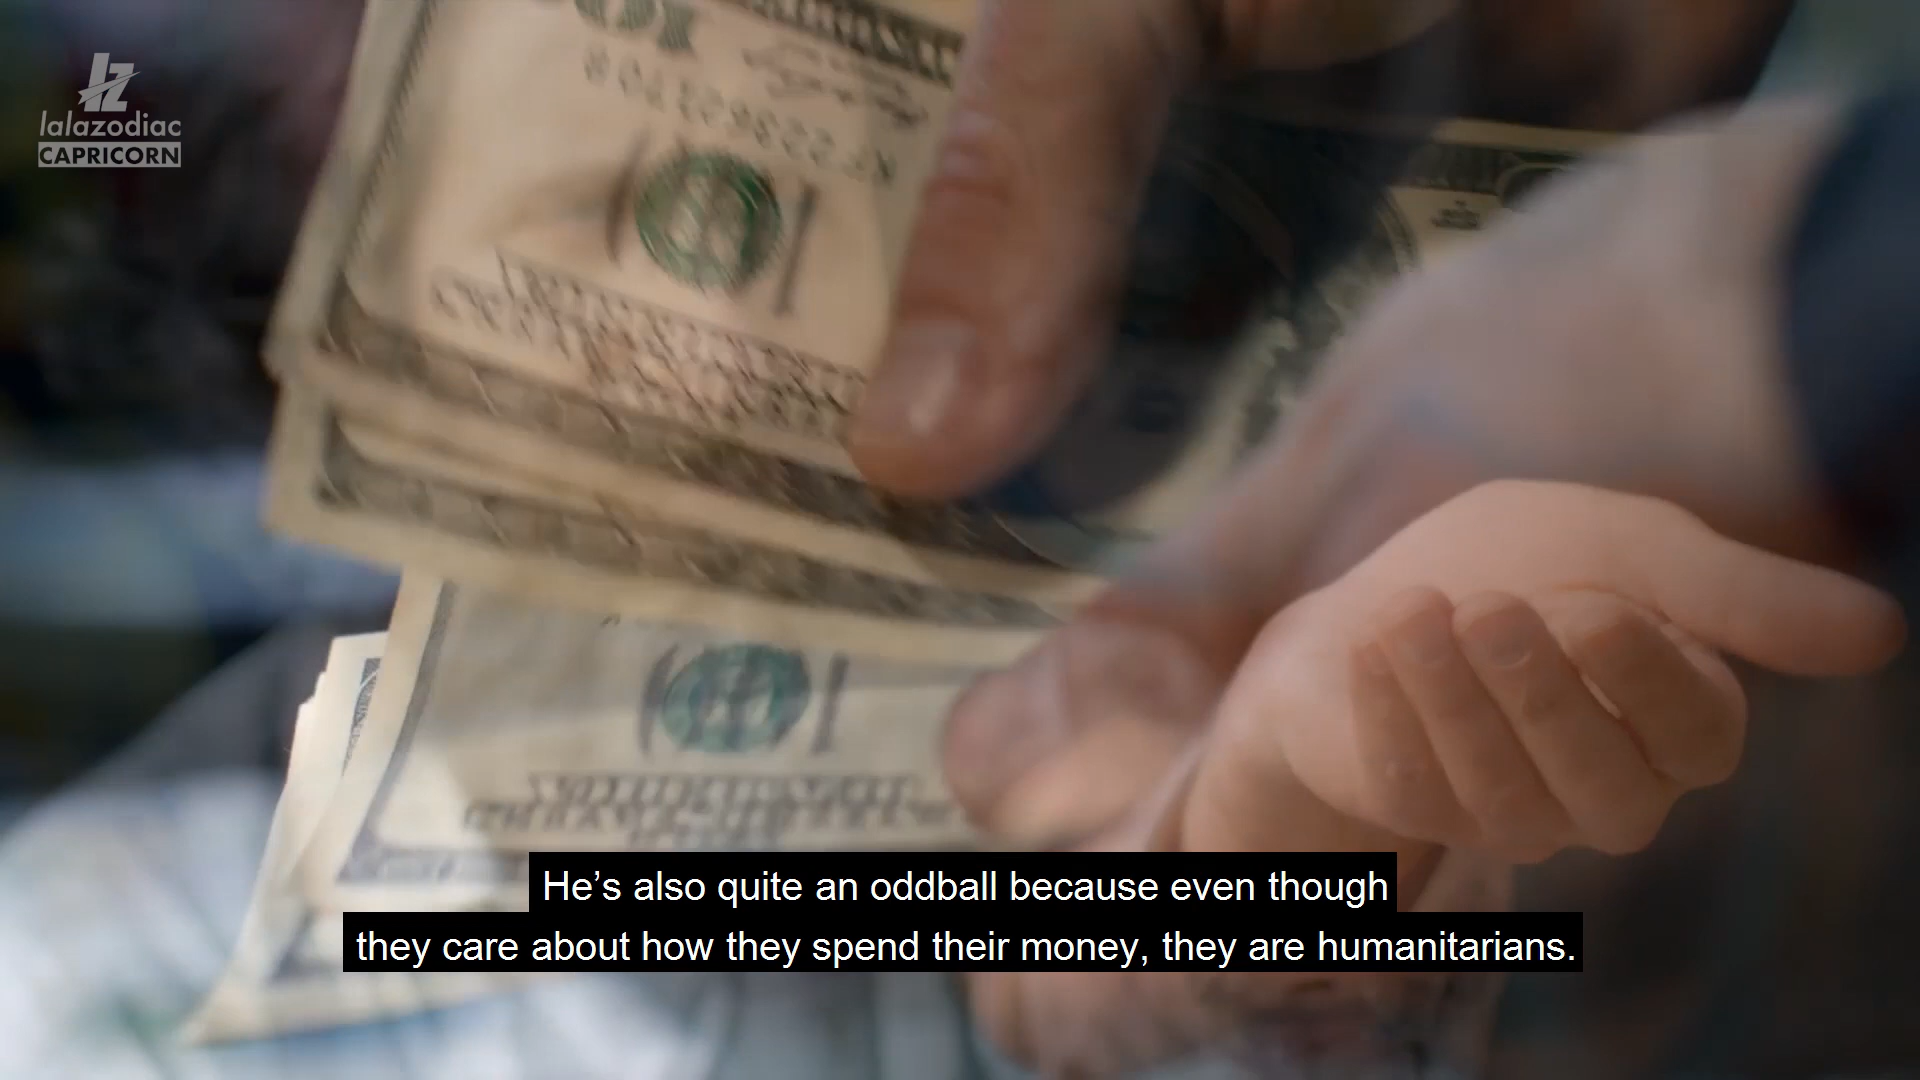 lalazodiac
CAPRICORN
He’s also quite an oddball because even though
they care about how they spend their money, they are humanitarians.